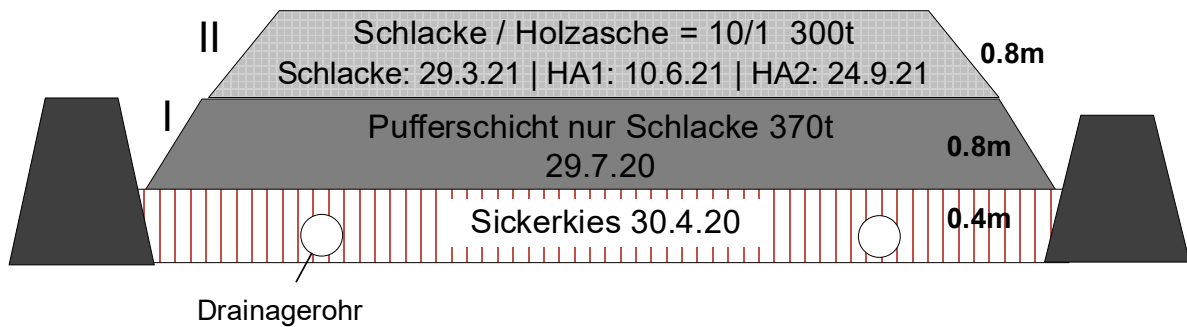 II
Schlacke / Holzasche = 10/1 300t
0.8m
Schlacke: 29.3.21 | HA1: 10.6.21 | HA2: 24.9.21
I
Pufferschicht nur Schlacke 370t
0.8m
29.7.20
Sickerkies 30.4.20
0.4m
Drainagerohr